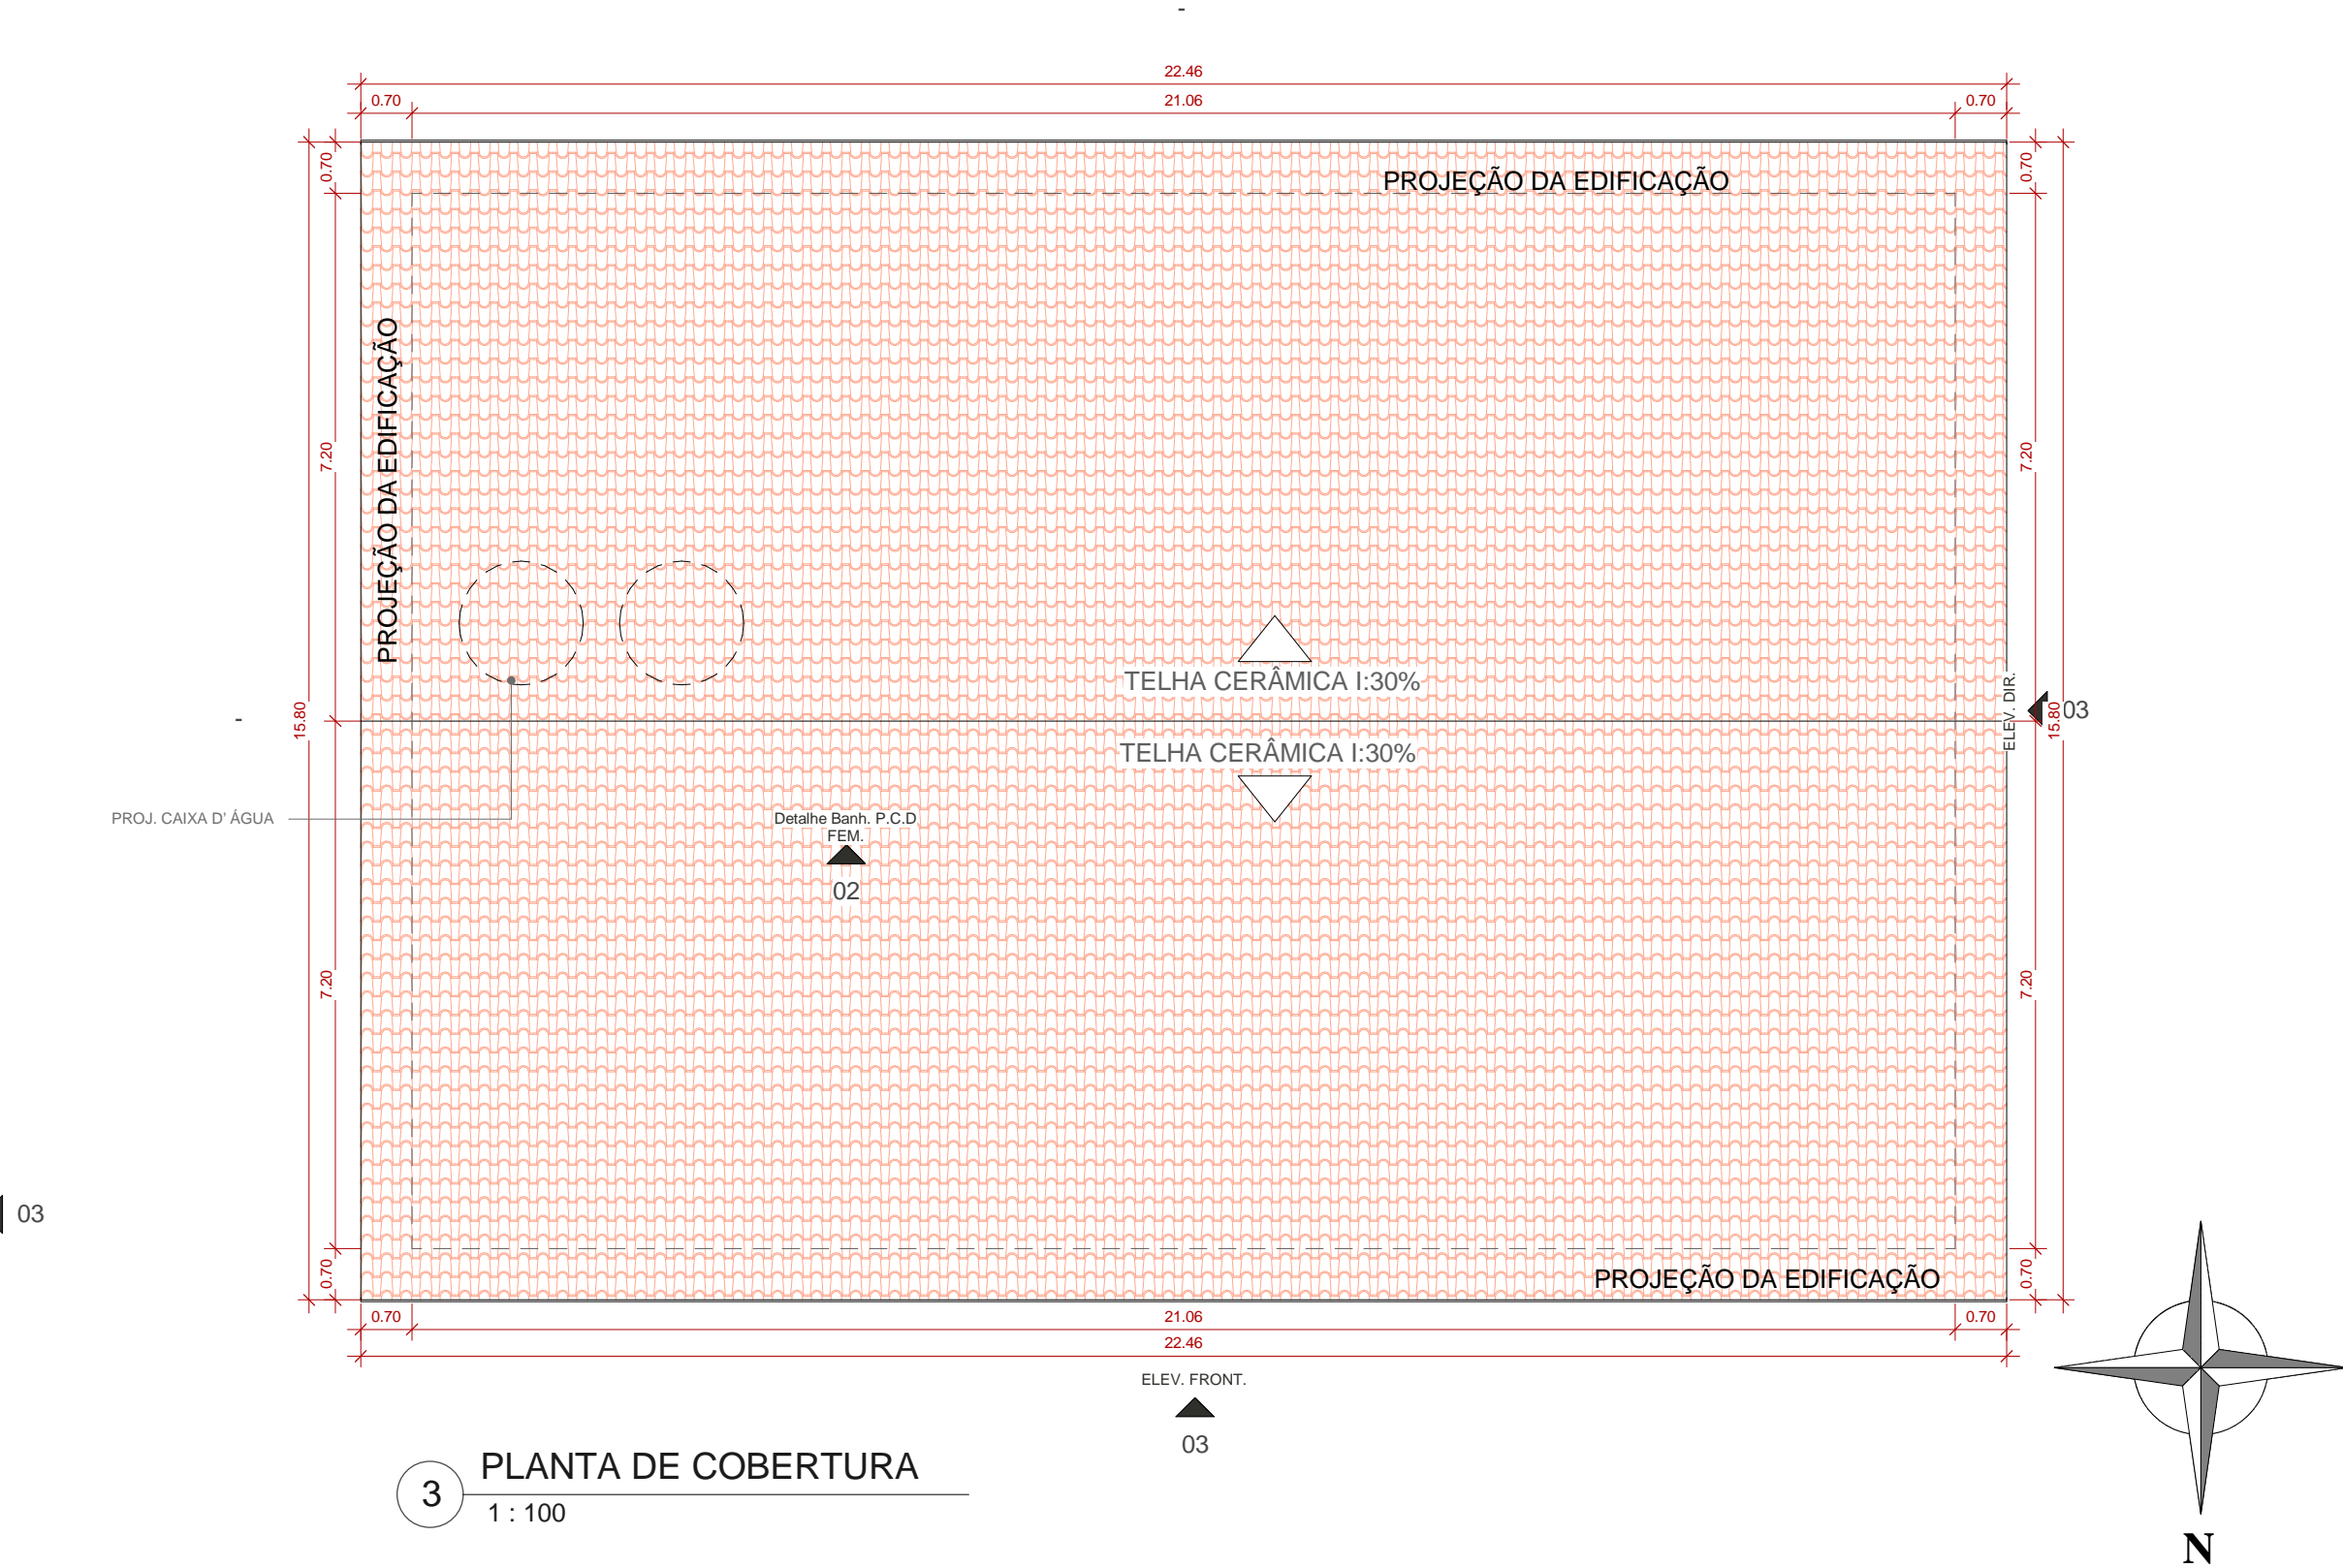 -
22.46
0.70
21.06
0.70
0.70
0.70
PROJEÇÃO DA EDIFICAÇÃO
PROJEÇÃO DA EDIFICAÇÃO
7.20
7.20
TELHA CERÂMICA I:30%
ELEV. DIR.
03
-
15.80
15.80
TELHA CERÂMICA I:30%
PROJ. CAIXA D' ÁGUA
Detalhe Banh. P.C.D
FEM.
02
7.20
7.20
03
0.70
0.70
PROJEÇÃO DA EDIFICAÇÃO
0.70
21.06
0.70
22.46
ELEV. FRONT.
03
3
PLANTA DE COBERTURA
1 : 100
N